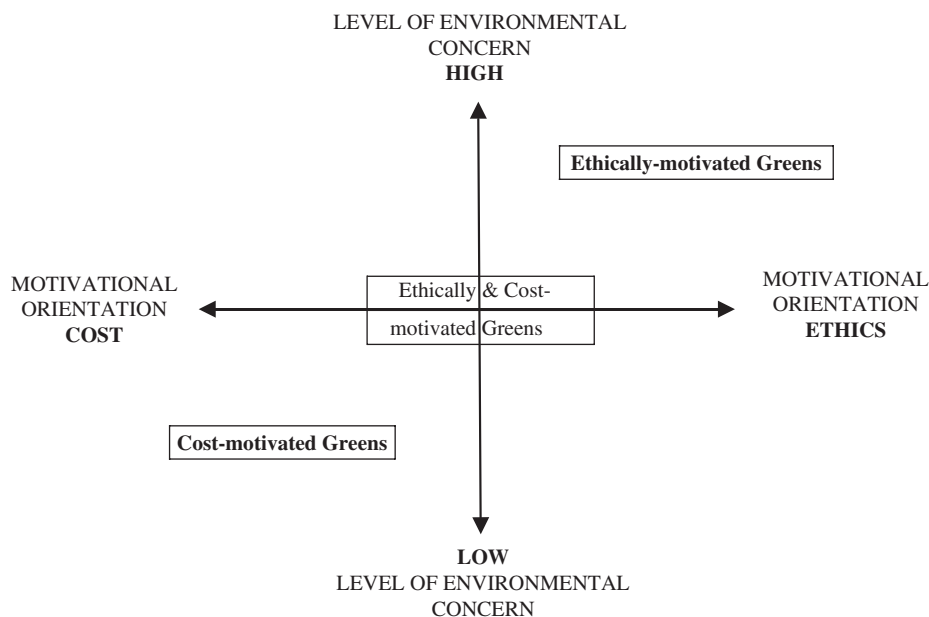 LEVEL OF ENVIRONMENTAL
CONCERN
HIGH
Ethically-motivated Greens
MOTIVATIONAL
ORIENTATION
COST
Ethically & Cost-
motivated Greens
MOTIVATIONAL
ORIENTATION
ETHICS
Cost-motivated Greens
LOW
LEVEL OF ENVIRONMENTAL
CONCERN